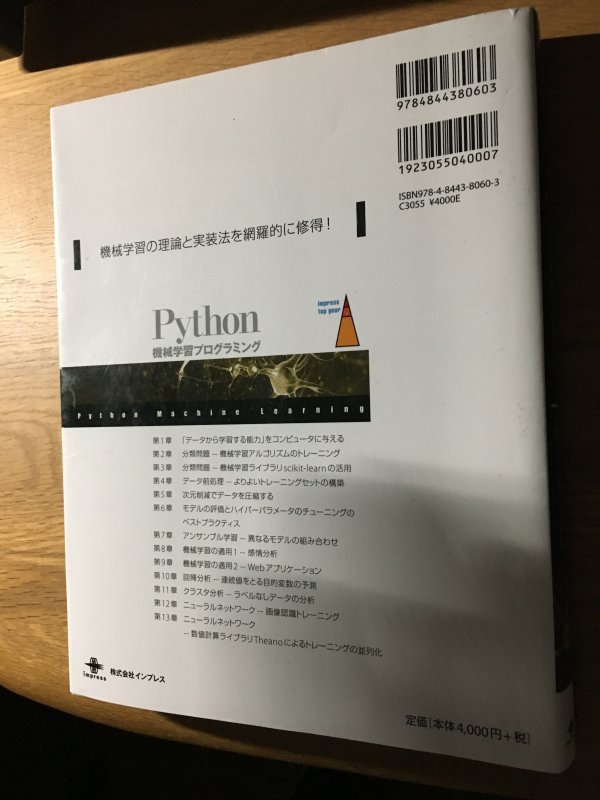 9784844380603
1923055040007
ISBN978-4-8443-8060-3
C3055 ¥4000E
機械学習の理論と実装法を網羅的に修得!
impress
top gear
Python
機械学習プログラミング
Python Machine Learning
第1章 「データから学習する能力」をコンピュータに与える
第2章 分類問題 -- 機械学習アルゴリズムのトレーニング
第3章 分類問題 -- 機械学習ライブラリscikit-learnの活用
第4章 データ前処理 -- よりよいトレーニングセットの構築
第5章 次元削減でデータを圧縮する
第6章 モデルの評価とハイパーパラメータのチューニングの
ベストプラクティス
第7章 アンサンブル学習 -- 異なるモデルの組み合わせ
第8章 機械学習の適用1 -- 感情分析
第9章 機械学習の適用2 -- Webアプリケーション
第10章 回帰分析 -- 連続値をとる目的変数の予測
第11章 クラスタ分析 -- ラベルなしデータの分析
第12章 ニューラルネットワーク -- 画像認識トレーニング
第13章 ニューラルネットワーク
-- 数値計算ライブラリTheanoによるトレーニングの並列化
impress
株式会社インプレス
定価[本体4,000円+税]